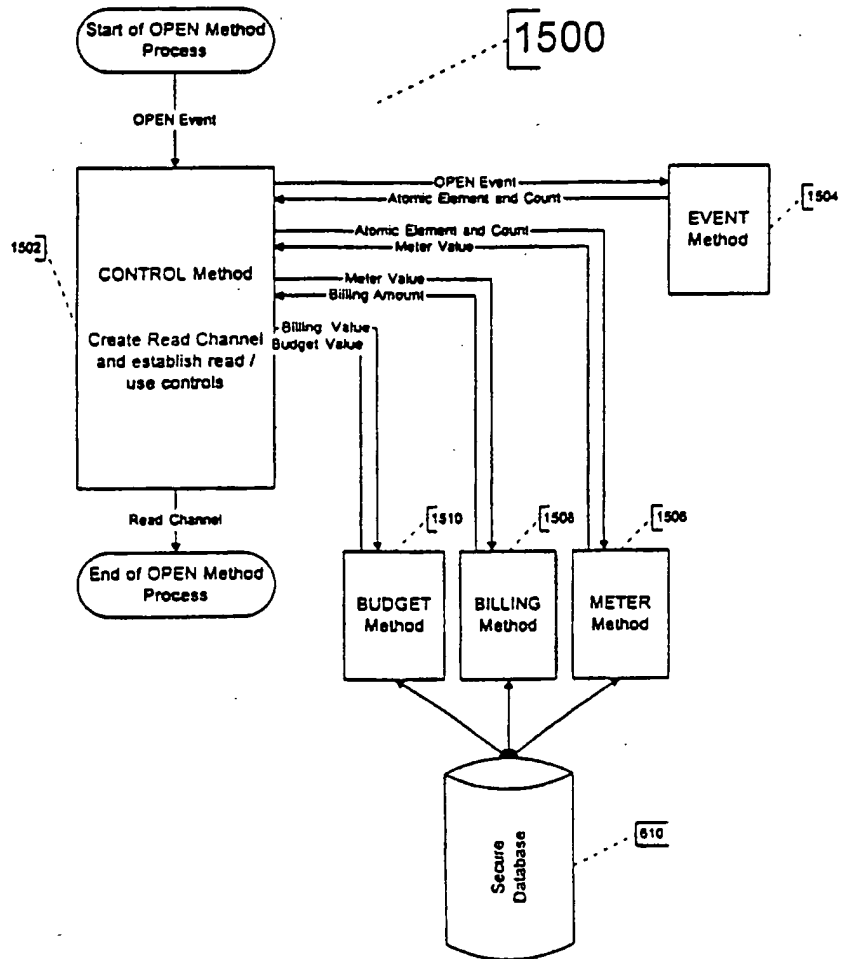 Start of OPEN Method
Process
1500
OPEN Event
OPEN Event
Atomic Element and Count
EVENT
Method
1504
Atomic Element and Count
Meter Value
1502
CONTROL Method
Meter Value
Billing Amount
Create Read Channel
and establish read /
use controls
Billing Value
Budget Value
Read Channel
1510
1508
1506
End of OPEN Method
Process
BUDGET
Method
BILLING
Method
METER
Method
Secure
Database
610